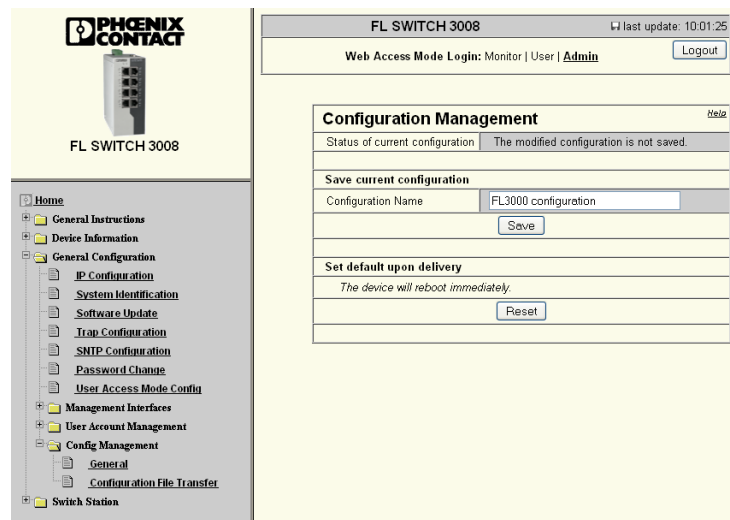 PHŒNIX
CONTACT
FL SWITCH 3008
Home
General Instructions
Device Information
General Configuration
IP Configuration
System Identification
Software Update
Trap Configuration
SNTP Configuration
Password Change
User Access Mode Config
Management Interfaces
User Account Management
Config Management
General
Configuration File Transfer
Switch Station
FL SWITCH 3008 last update: 10:01:25
Web Access Mode Login: Monitor | User | Admin Logout
Configuration Management Help
Status of current configuration The modified configuration is not saved.
Save current configuration
Configuration Name FL3000 configuration
Save
Set default upon delivery
The device will reboot immediately.
Reset